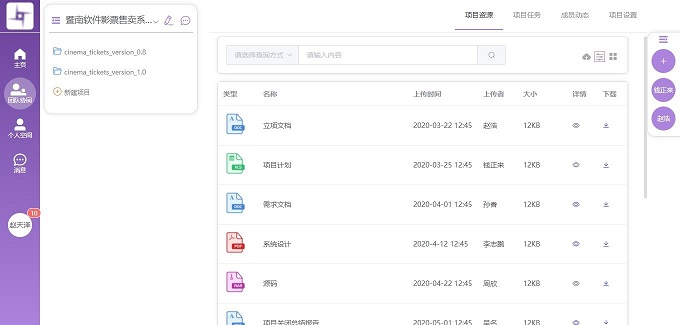 主页
团队协同
个人空间
消息
赵天泽
10
暨南软件影票售卖系...
cinema_tickets_version_0.8
cinema_tickets_version_1.0
新建项目
项目资源 项目任务 成员动态 项目设置
请选择查询方式 请输入内容
类型 名称 上传时间 上传者 大小 详情 下载
DOC 立项文档 2020-03-22 12:45 赵浩 12KB
项目计划 2020-03-25 12:45 钱正来 12KB
DOC 需求文档 2020-04-01 12:45 孙香 12KB
PDF 系统设计 2020-4-12 12:45 李志鹏 12KB
RAR 源码 2020-04-22 12:45 周欣 12KB
项目关闭总结报告 2020-05-01 12:45 12KB
+
钱正来
赵浩